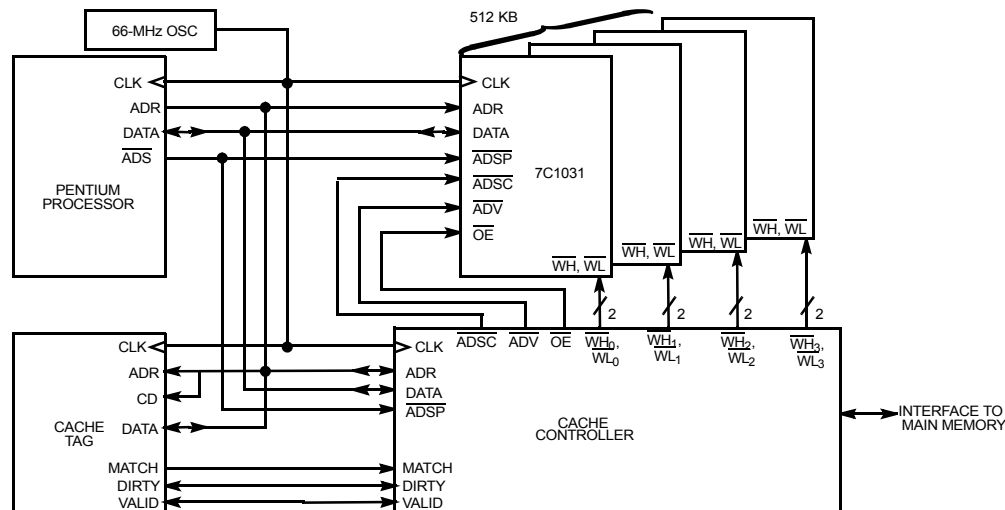 512 KB
66-MHz OSC
CLK
ADR
DATA
ADS
PENTIUM
PROCESSOR
CLK
ADR
DATA
ADSP
ADSC
ADV
OE
7C1031
WH, WL
WH, WL
WH, WL
WH, WL
2
2
2
2
CLK
ADR
CD
DATA
MATCH
DIRTY
VALID
CACHE
TAG
CLK
ADR
DATA
ADSP
MATCH
DIRTY
VALID
ADSC
ADV
OE
WH0,
WL0
WH1,
WL1
WH2,
WL2
WH3,
WL3
CACHE
CONTROLLER
INTERFACE TO
MAIN MEMORY